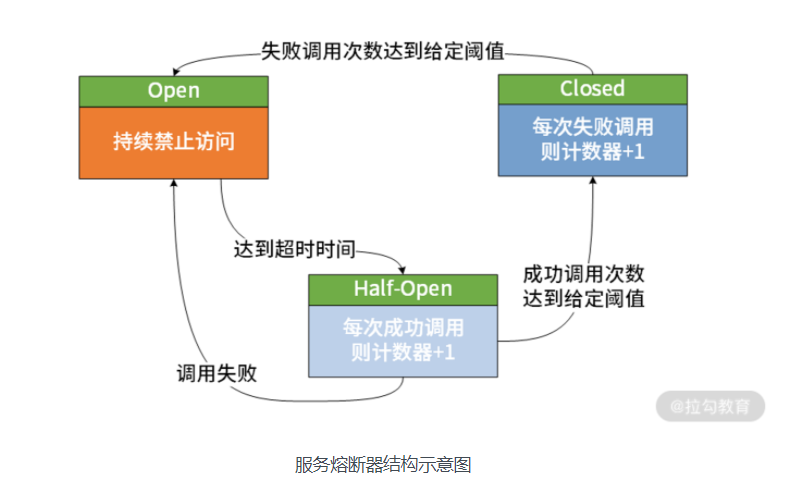 失败调用次数达到给定阈值
Open
持续禁止访问
Closed
每次失败调用
则计数器+1
达到超时时间
Half-Open
每次成功调用
则计数器+1
成功调用次数
达到给定阈值
调用失败
@拉勾教育
服务熔断器结构示意图